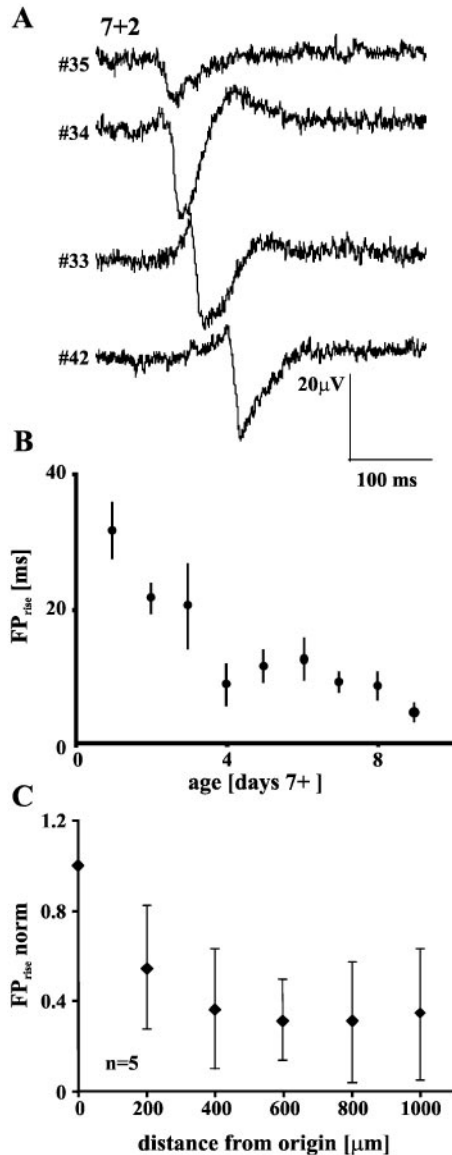 A
7+2
#35
#34
#33
#42
20μV
100 ms
B
40
20
0
FP_rise [ms]
0 4 8
age [days 7+ ]
C
1.2
0.8
0.4
0
FP_rise norm
n=5
0 200 400 600 800 1000
distance from origin [μm]